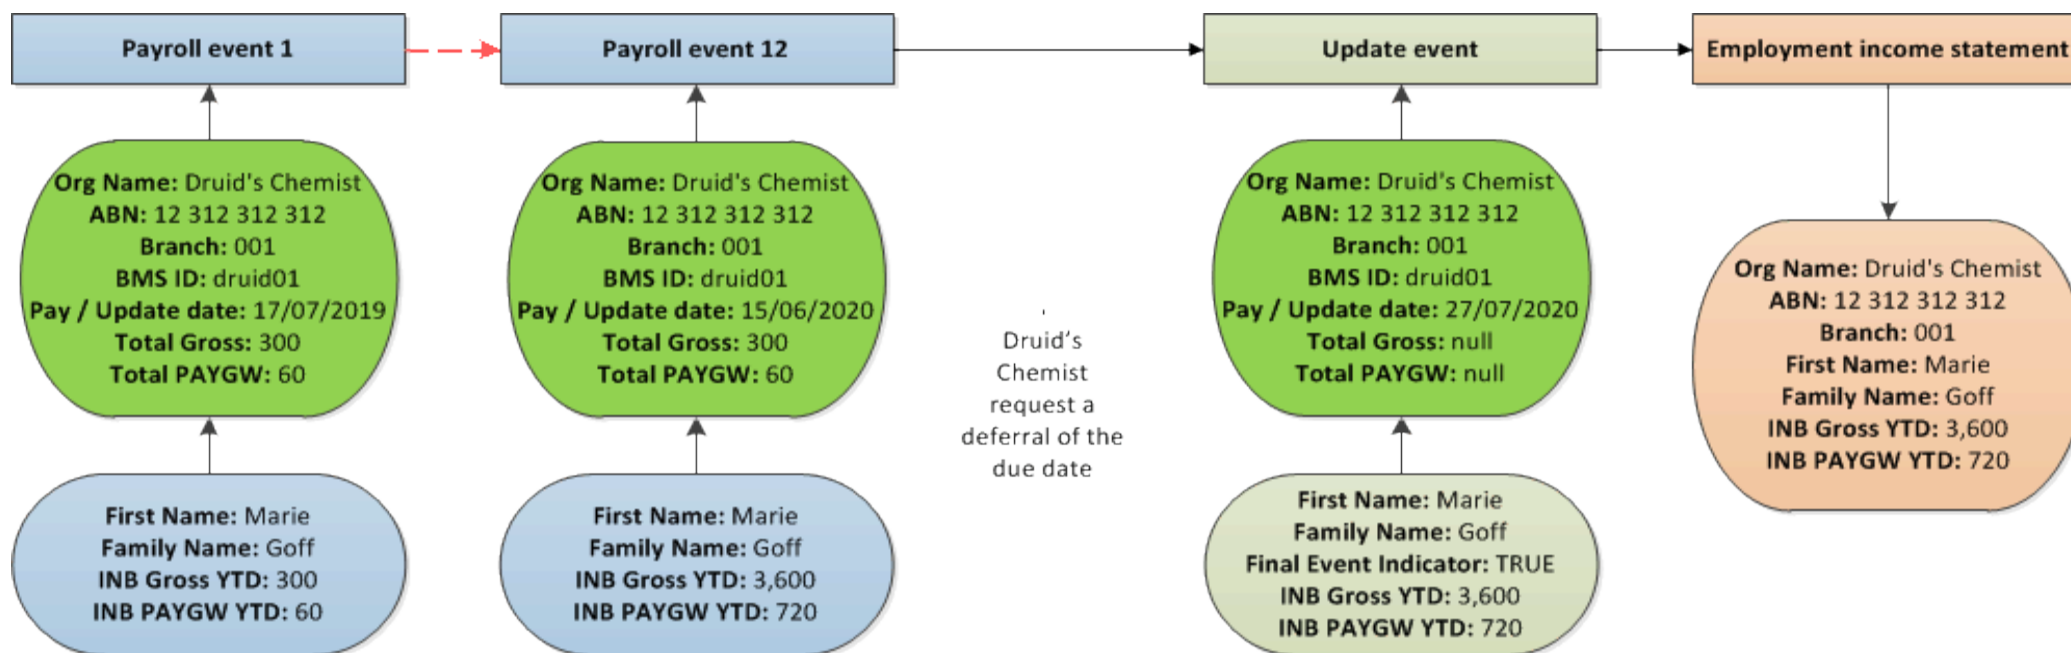 Payroll event 1
Payroll event 12
Update event
Employment income statement
Org Name: Druid's Chemist
ABN: 12 312 312 312
Branch: 001
BMS ID: druid01
Pay / Update date: 17/07/2019
Total Gross: 300
Total PAYGW: 60
First Name: Marie
Family Name: Goff
INB Gross YTD: 300
INB PAYGW YTD: 60
Org Name: Druid's Chemist
ABN: 12 312 312 312
Branch: 001
BMS ID: druid01
Pay / Update date: 15/06/2020
Total Gross: 300
Total PAYGW: 60
First Name: Marie
Family Name: Goff
INB Gross YTD: 3,600
INB PAYGW YTD: 720
Druid’s
Chemist
request a
deferral of the
due date
Org Name: Druid's Chemist
ABN: 12 312 312 312
Branch: 001
BMS ID: druid01
Pay / Update date: 27/07/2020
Total Gross: null
Total PAYGW: null
First Name: Marie
Family Name: Goff
Final Event Indicator: TRUE
INB Gross YTD: 3,600
INB PAYGW YTD: 720
Org Name: Druid's Chemist
ABN: 12 312 312 312
Branch: 001
First Name: Marie
Family Name: Goff
INB Gross YTD: 3,600
INB PAYGW YTD: 720